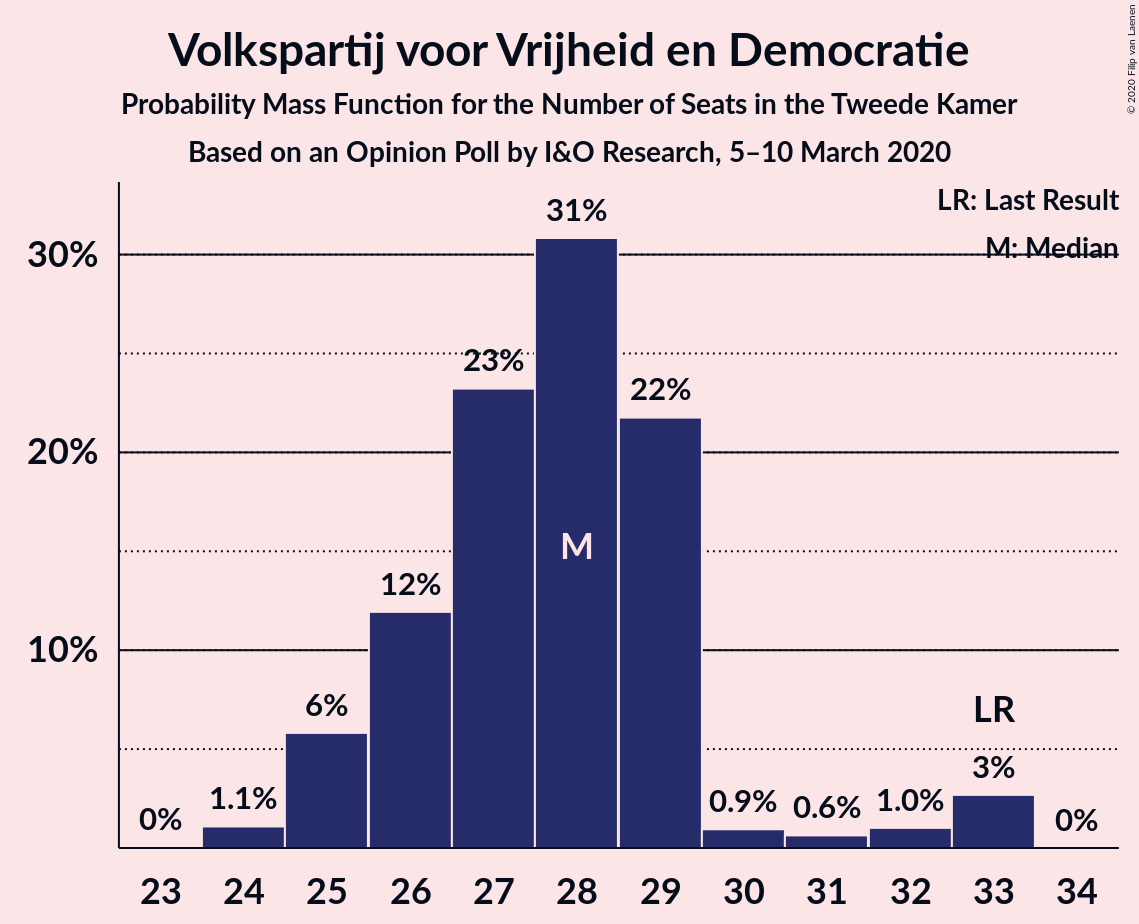 Volkspartij voor Vrijheid en Democratie
Probability Mass Function for the Number of Seats in the Tweede Kamer
Based on an Opinion Poll by I&O Research, 5–10 March 2020
© 2020 Filip van Laenen
LR: Last Result
M: Median
30%
20%
10%
0%
1.1%
6%
12%
23%
31%
M
22%
0.9%
0.6%
1.0%
LR
3%
0%
23 24 25 26 27 28 29 30 31 32 33 34